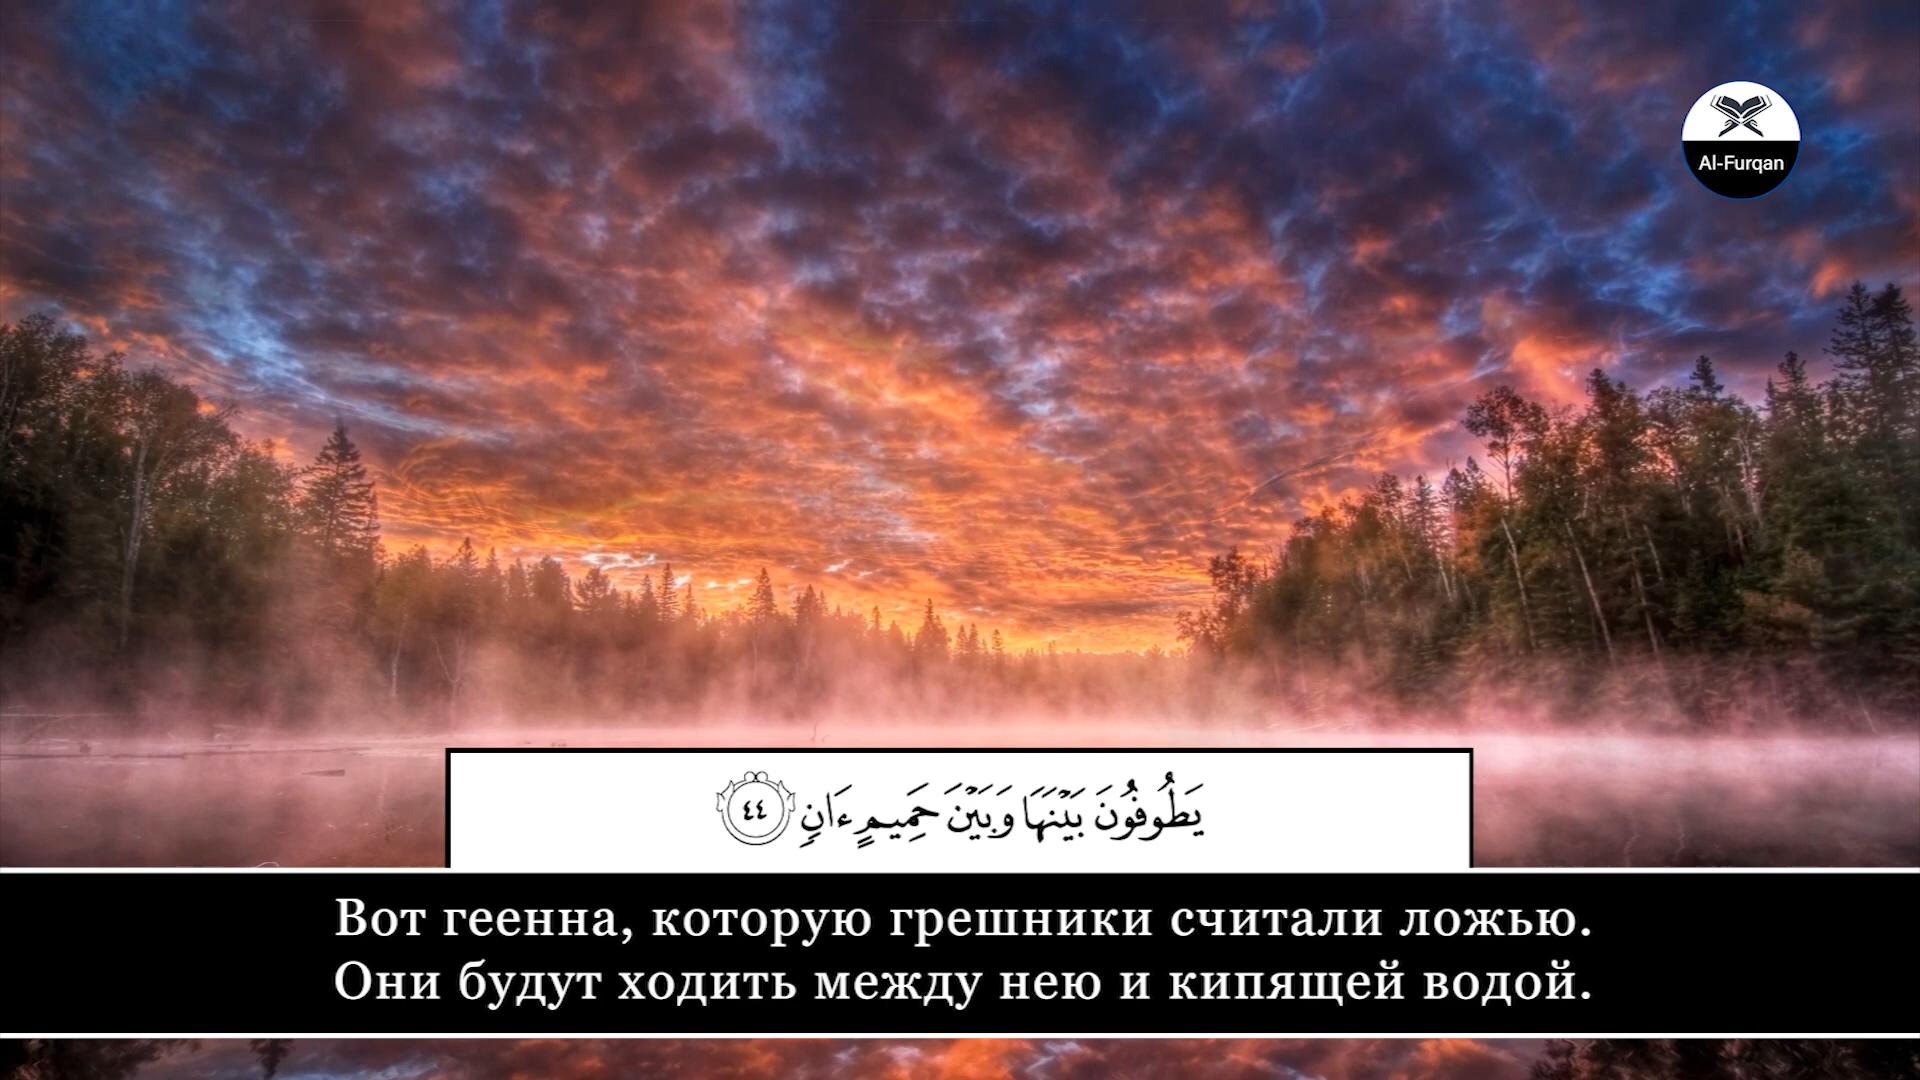 Al-Furqan
يَطُوفُونَ بَيْنَهَا وَبَيْنَ حَمِيمٍ ءَانٍ ٤٤
Вот геенна, которую грешники считали ложью.
Они будут ходить между нею и кипящей водой.